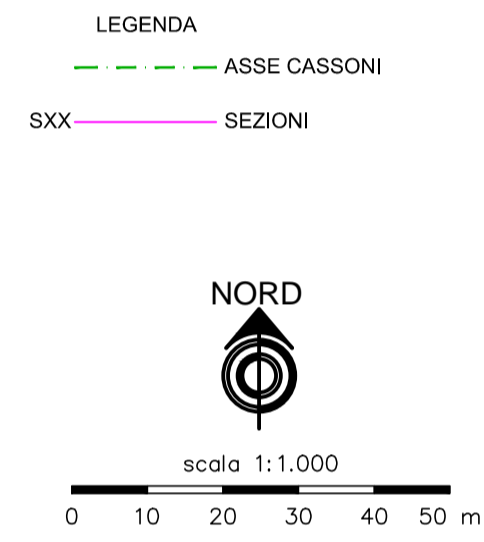 LEGENDA
ASSE CASSONI
SXX SEZIONI
NORD
scala 1:1.000
0 10 20 30 40 50 m